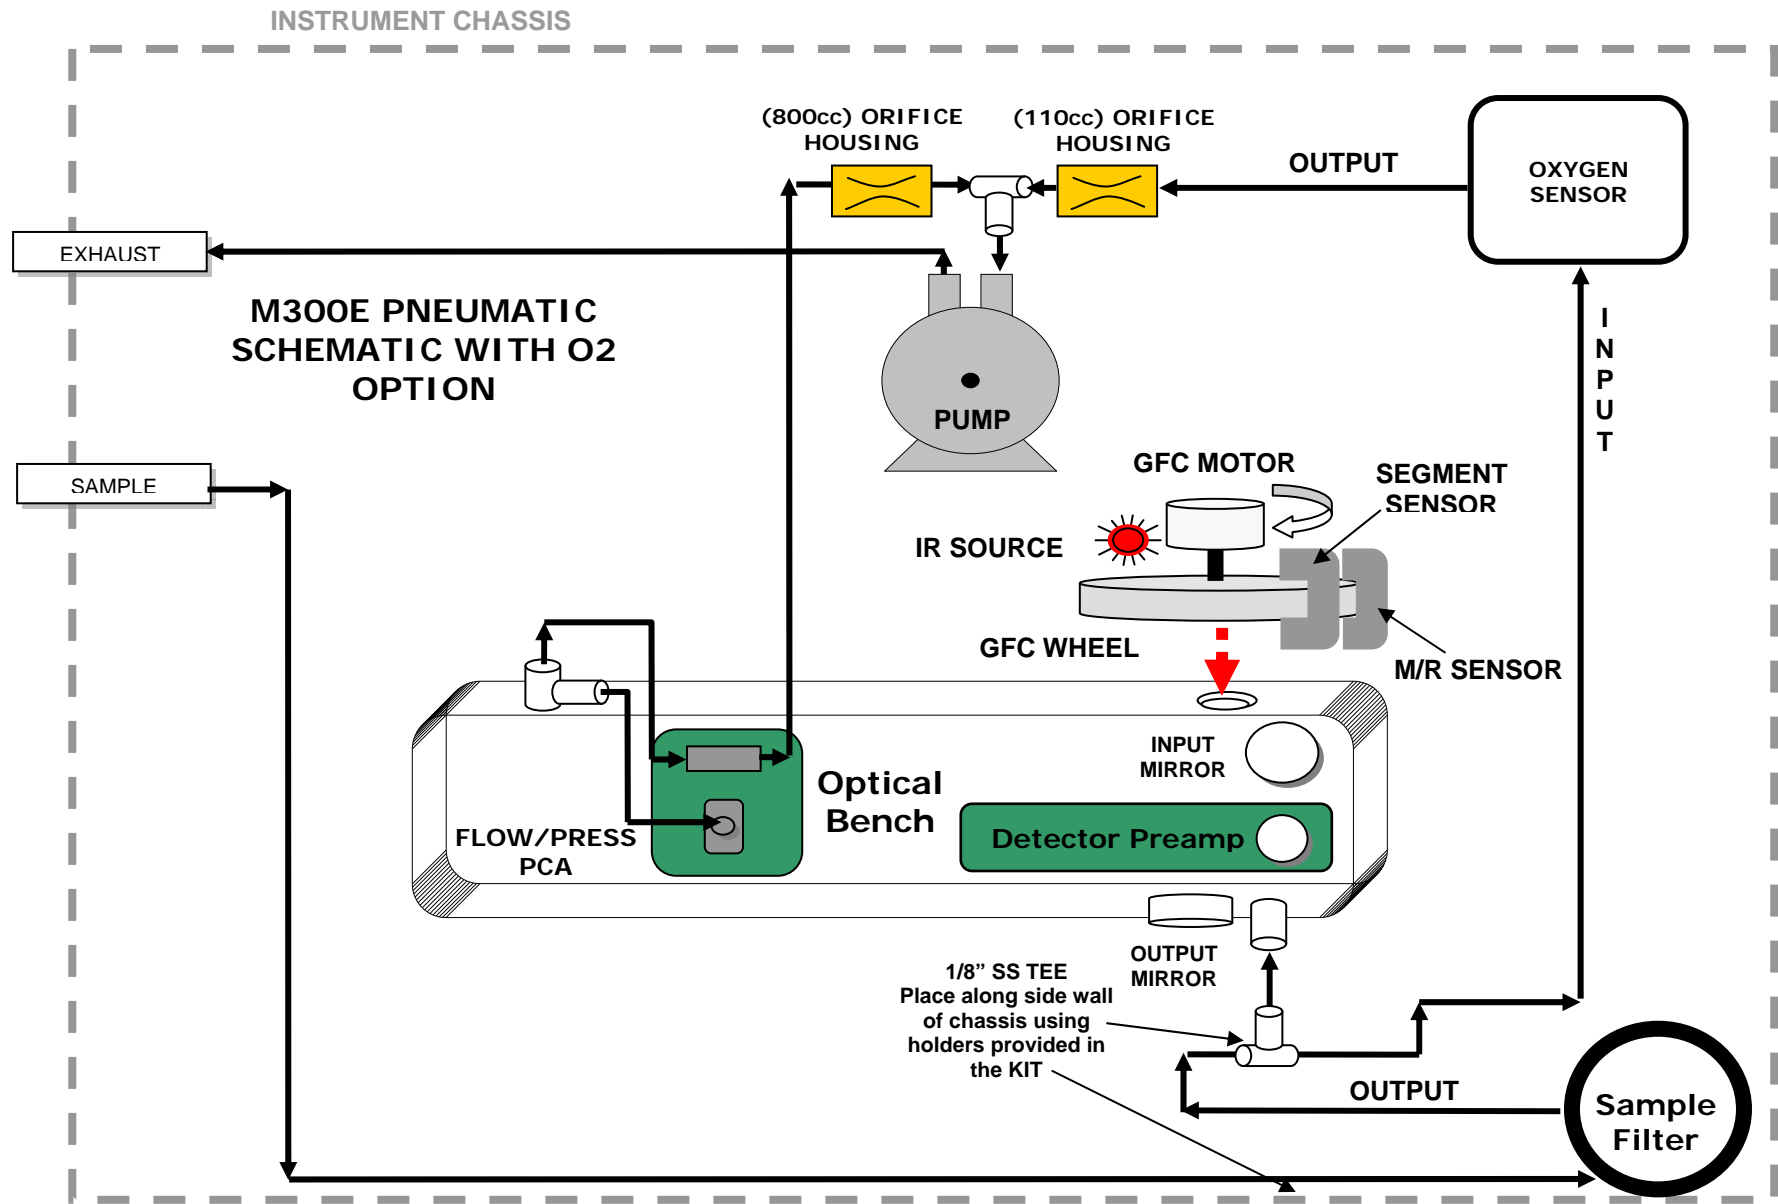 INSTRUMENT CHASSIS
(800cc) ORIFICE
HOUSING
(110cc) ORIFICE
HOUSING
OUTPUT
OXYGEN
SENSOR
EXHAUST
M300E PNEUMATIC
SCHEMATIC WITH O2
OPTION
I
N
P
U
T
PUMP
SAMPLE
GFC MOTOR
SEGMENT
SENSOR
IR SOURCE
GFC WHEEL
M/R SENSOR
INPUT
MIRROR
Optical
Bench
Detector Preamp
FLOW/PRESS
PCA
OUTPUT
MIRROR
1/8” SS TEE
Place along side wall
of chassis using
holders provided in
the KIT
OUTPUT
Sample
Filter